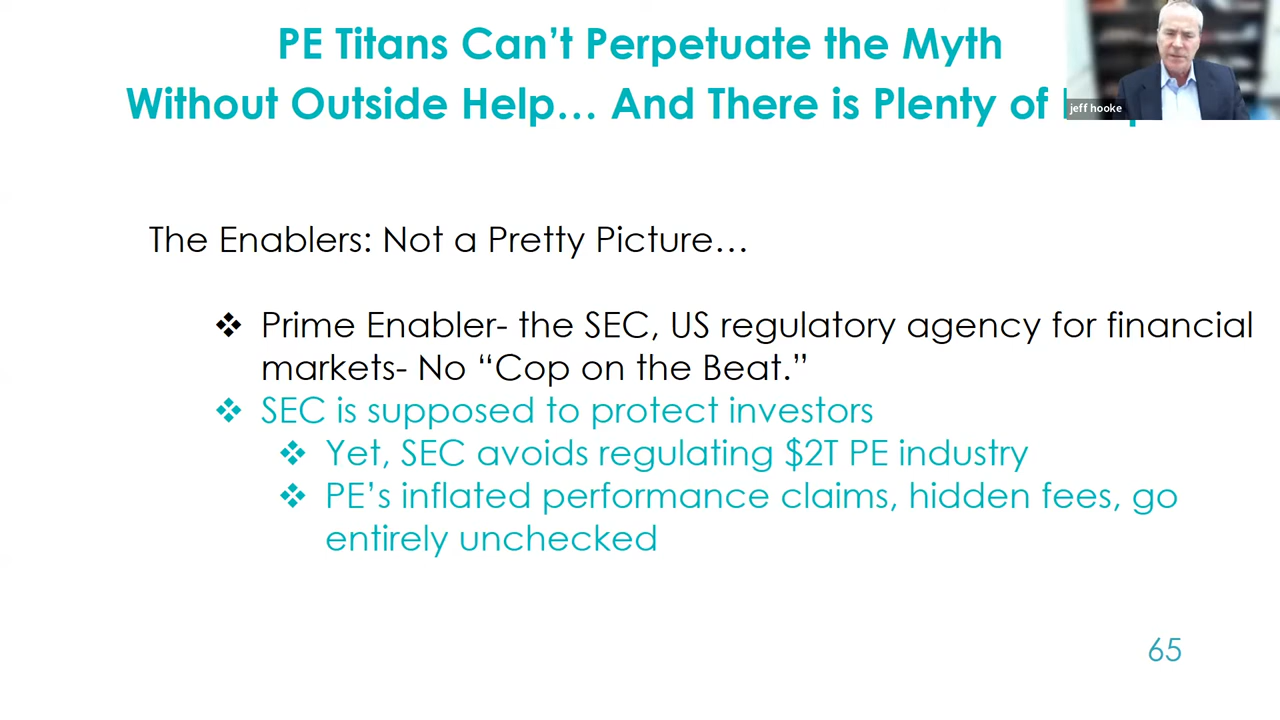 PE Titans Can’t Perpetuate the Myth
Without Outside Help… And There is Plenty of
jeff hooke
The Enablers: Not a Pretty Picture…
❖ Prime Enabler- the SEC, US regulatory agency for financial
markets- No “Cop on the Beat.”
❖ SEC is supposed to protect investors
❖ Yet, SEC avoids regulating $2T PE industry
❖ PE’s inflated performance claims, hidden fees, go
entirely unchecked
65